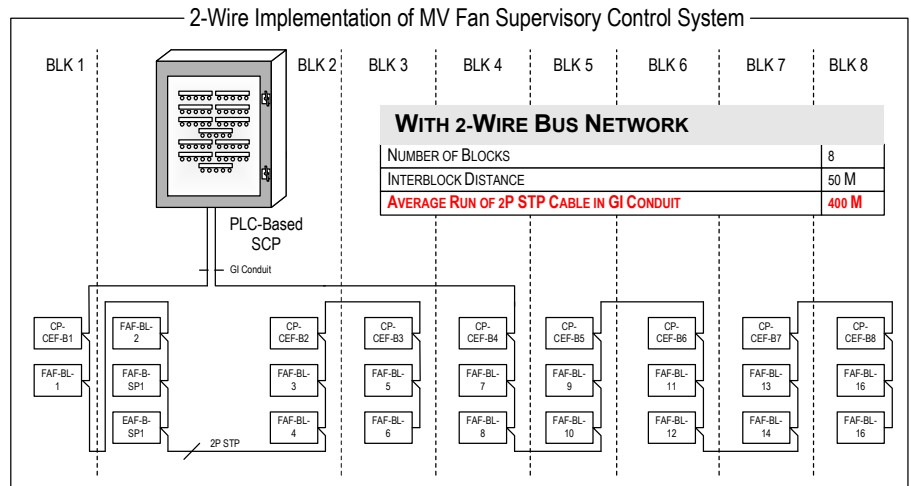 2-Wire Implementation of MV Fan Supervisory Control System
BLK 1
BLK 2
BLK 3
BLK 4
BLK 5
BLK 6
BLK 7
BLK 8
WITH 2-WIRE BUS NETWORK
NUMBER OF BLOCKS 8
INTERBLOCK DISTANCE 50 M
AVERAGE RUN OF 2P STP CABLE IN GI CONDUIT 400 M
PLC-Based
SCP
GI Conduit
CP-
CEF-B1
FAF-BL-
2
CP-
CEF-B2
CP-
CEF-B3
CP-
CEF-B4
CP-
CEF-B5
CP-
CEF-B6
CP-
CEF-B7
CP-
CEF-B8
FAF-BL-
1
FAF-B-
SP1
FAF-BL-
3
FAF-BL-
5
FAF-BL-
7
FAF-BL-
9
FAF-BL-
11
FAF-BL-
13
FAF-BL-
16
EAF-B-
SP1
FAF-BL-
4
FAF-BL-
6
FAF-BL-
8
FAF-BL-
10
FAF-BL-
12
FAF-BL-
14
FAF-BL-
16
2P STP